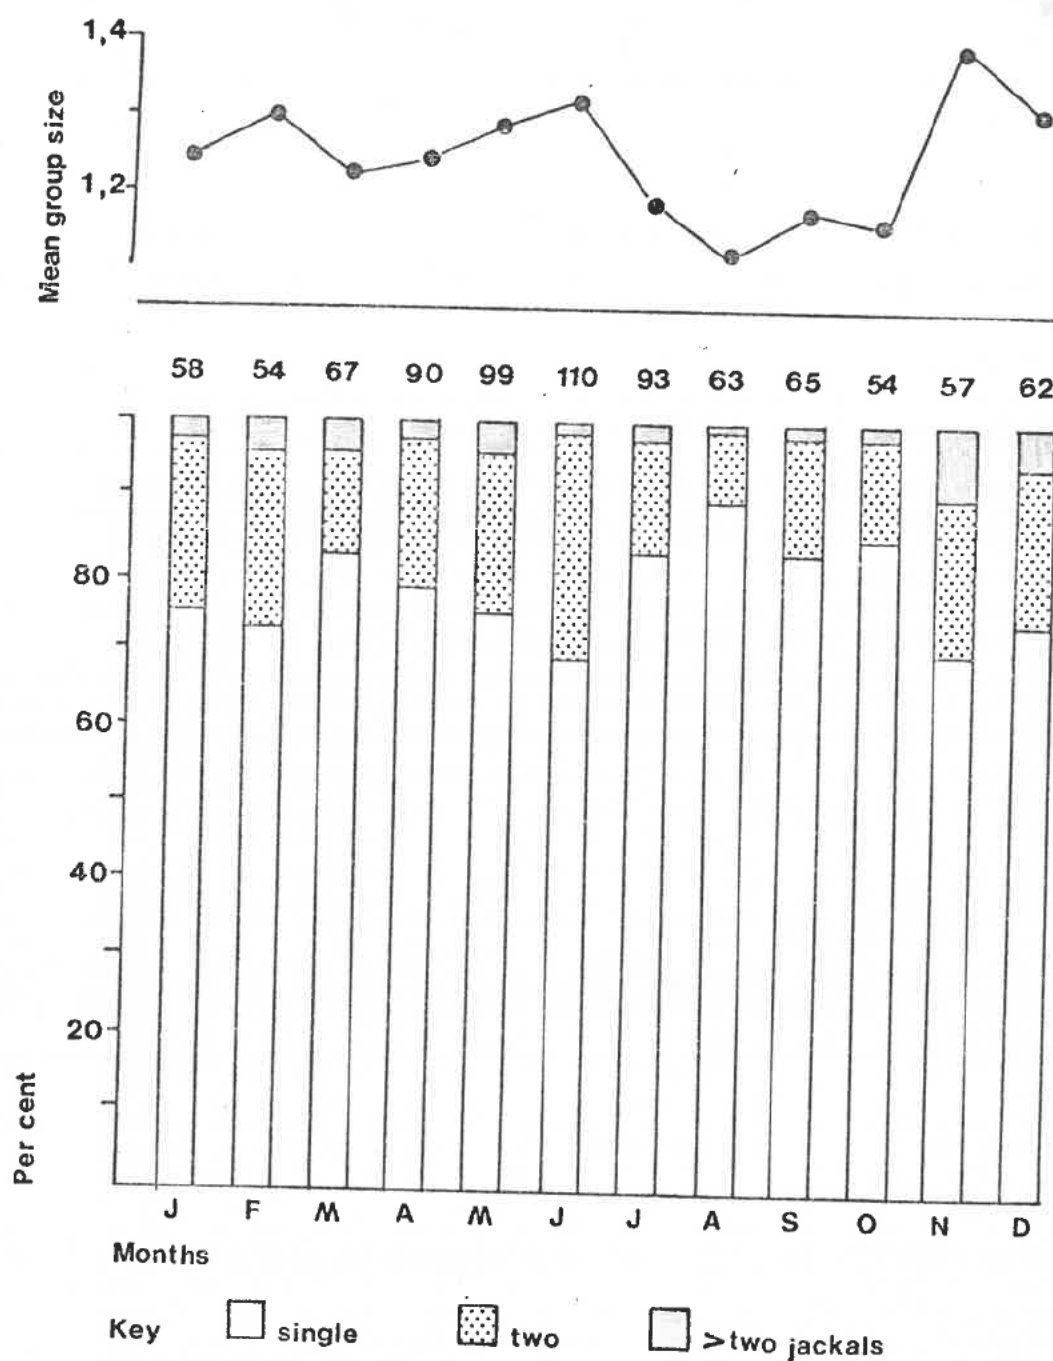 1,4
1,2
Mean group size
58 54 67 90 99 110 93 63 65 54 57 62
80
60
40
20
Per cent
J F M A M J J A S O N D
Months
Key single two >two jackals